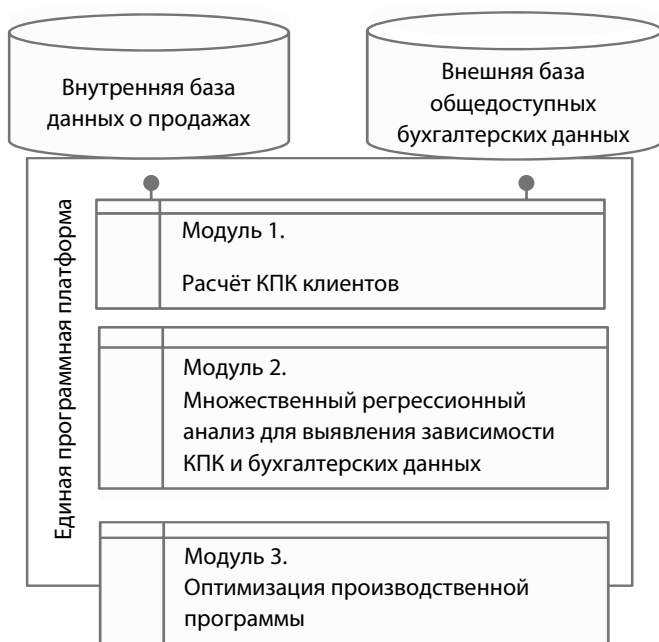 Внутренняя база
данных о продажах
Внешняя база
общедоступных
бухгалтерских данных
Единая программная платформа
Модуль 1.
Расчёт КПК клиентов
Модуль 2.
Множественный регрессионный
анализ для выявления зависимости
КПК и бухгалтерских данных
Модуль 3.
Оптимизация производственной
программы